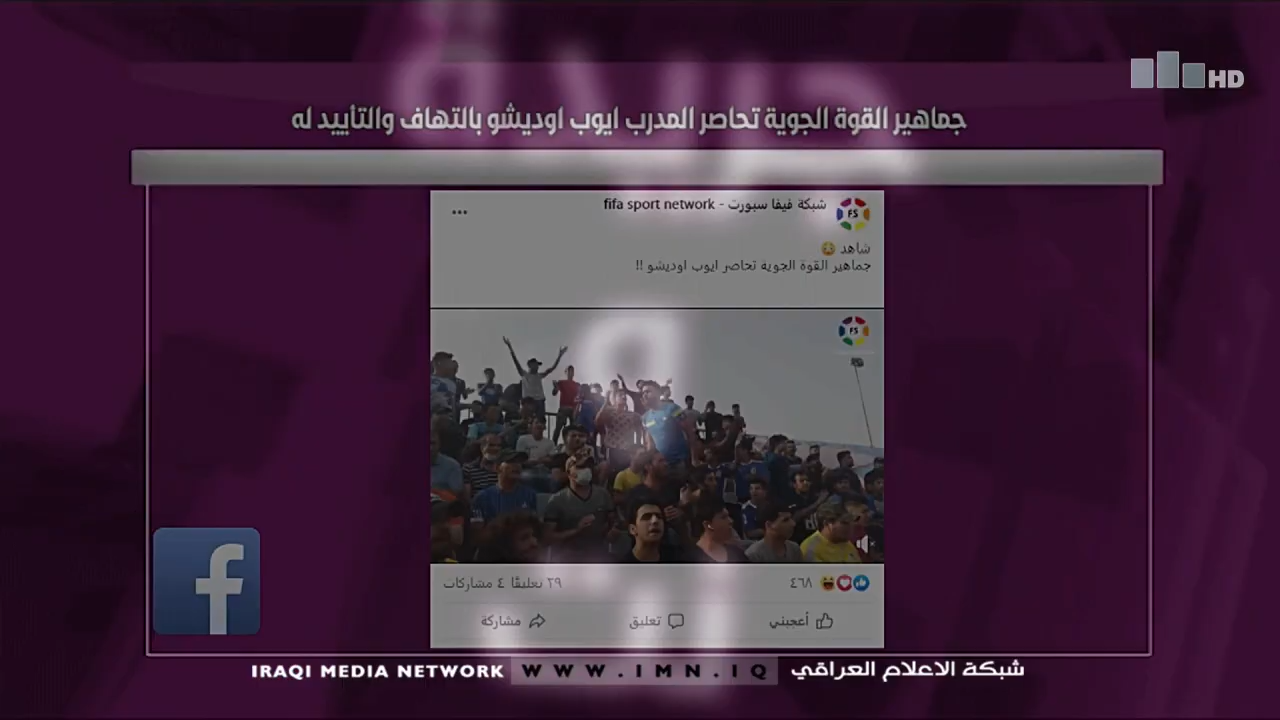 HD
جماهير القوة الجوية تحاصر المدرب ايوب اوديشو بالتهاف والتأييد له
شبكة فيفا سبورت - fifa sport network
FS
شاهد 😳
جماهير القوة الجوية تحاصر ايوب اوديشو !!
FS
٤٦٨
٢٩ تعليقًا ٤ مشاركات
أعجبني
تعليق
مشاركة
IRAQI MEDIA NETWORK WWW.IMN.IQ شبكة الاعلام العراقي